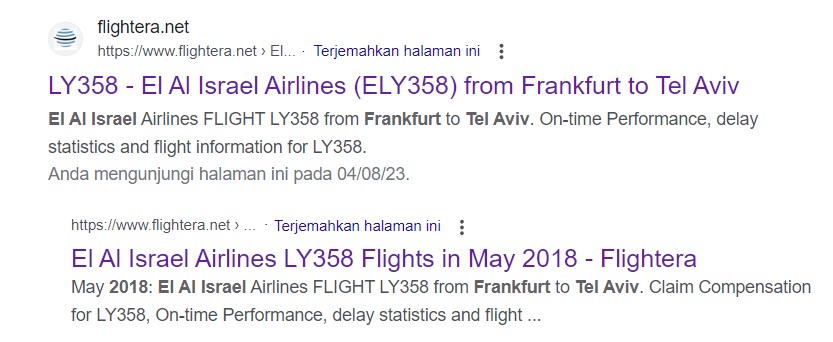 flightera.net
https://www.flightera.net › El... · Terjemahkan halaman ini
LY358 - El Al Israel Airlines (ELY358) from Frankfurt to Tel Aviv
El Al Israel Airlines FLIGHT LY358 from Frankfurt to Tel Aviv. On-time Performance, delay
statistics and flight information for LY358.
Anda mengunjungi halaman ini pada 04/08/23.
https://www.flightera.net › ... · Terjemahkan halaman ini
El Al Israel Airlines LY358 Flights in May 2018 - Flightera
May 2018: El Al Israel Airlines FLIGHT LY358 from Frankfurt to Tel Aviv. Claim Compensation
for LY358, On-time Performance, delay statistics and flight ...